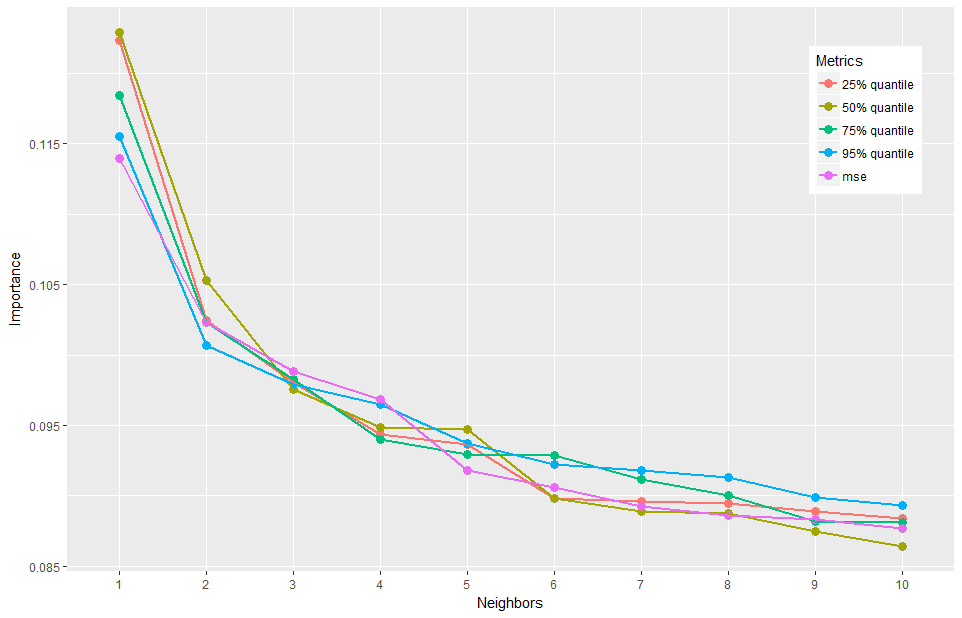 Metrics
25% quantile
50% quantile
75% quantile
95% quantile
mse
Importance
0.115
0.105
0.095
0.085
1 2 3 4 5 6 7 8 9 10
Neighbors